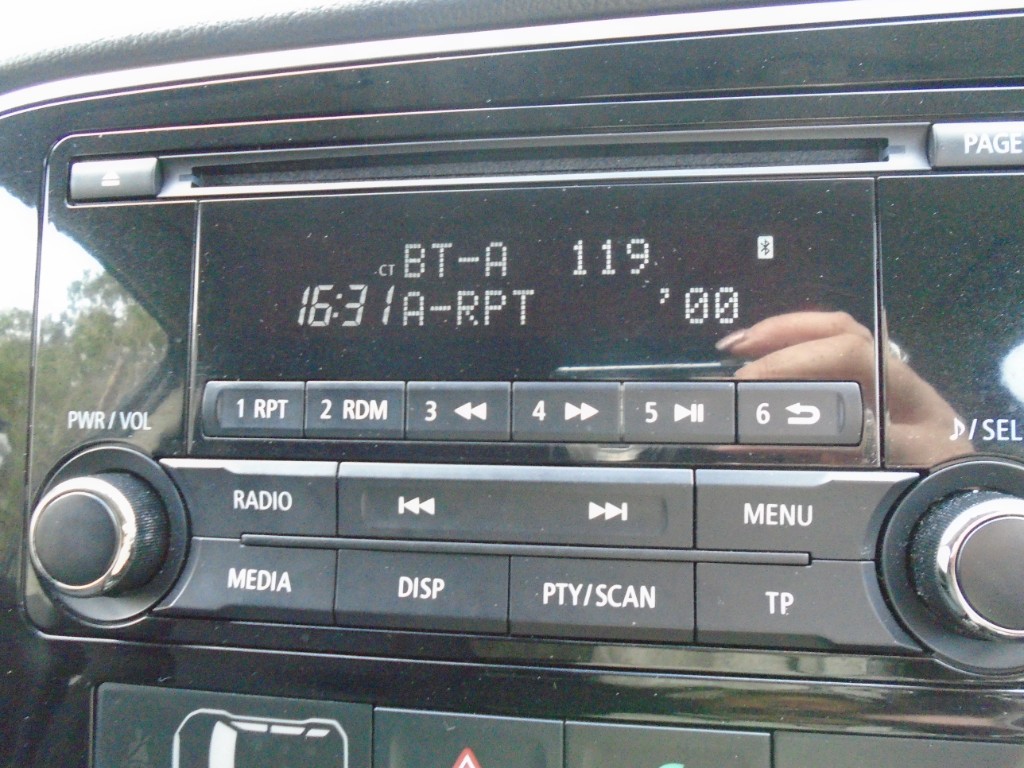 PAGE
CT BT-A 119
16:31 A-RPT '00
1 RPT 2 RDM 3 4 5 6
PWR/VOL
♪/SEL
RADIO MENU
MEDIA DISP PTY/SCAN TP